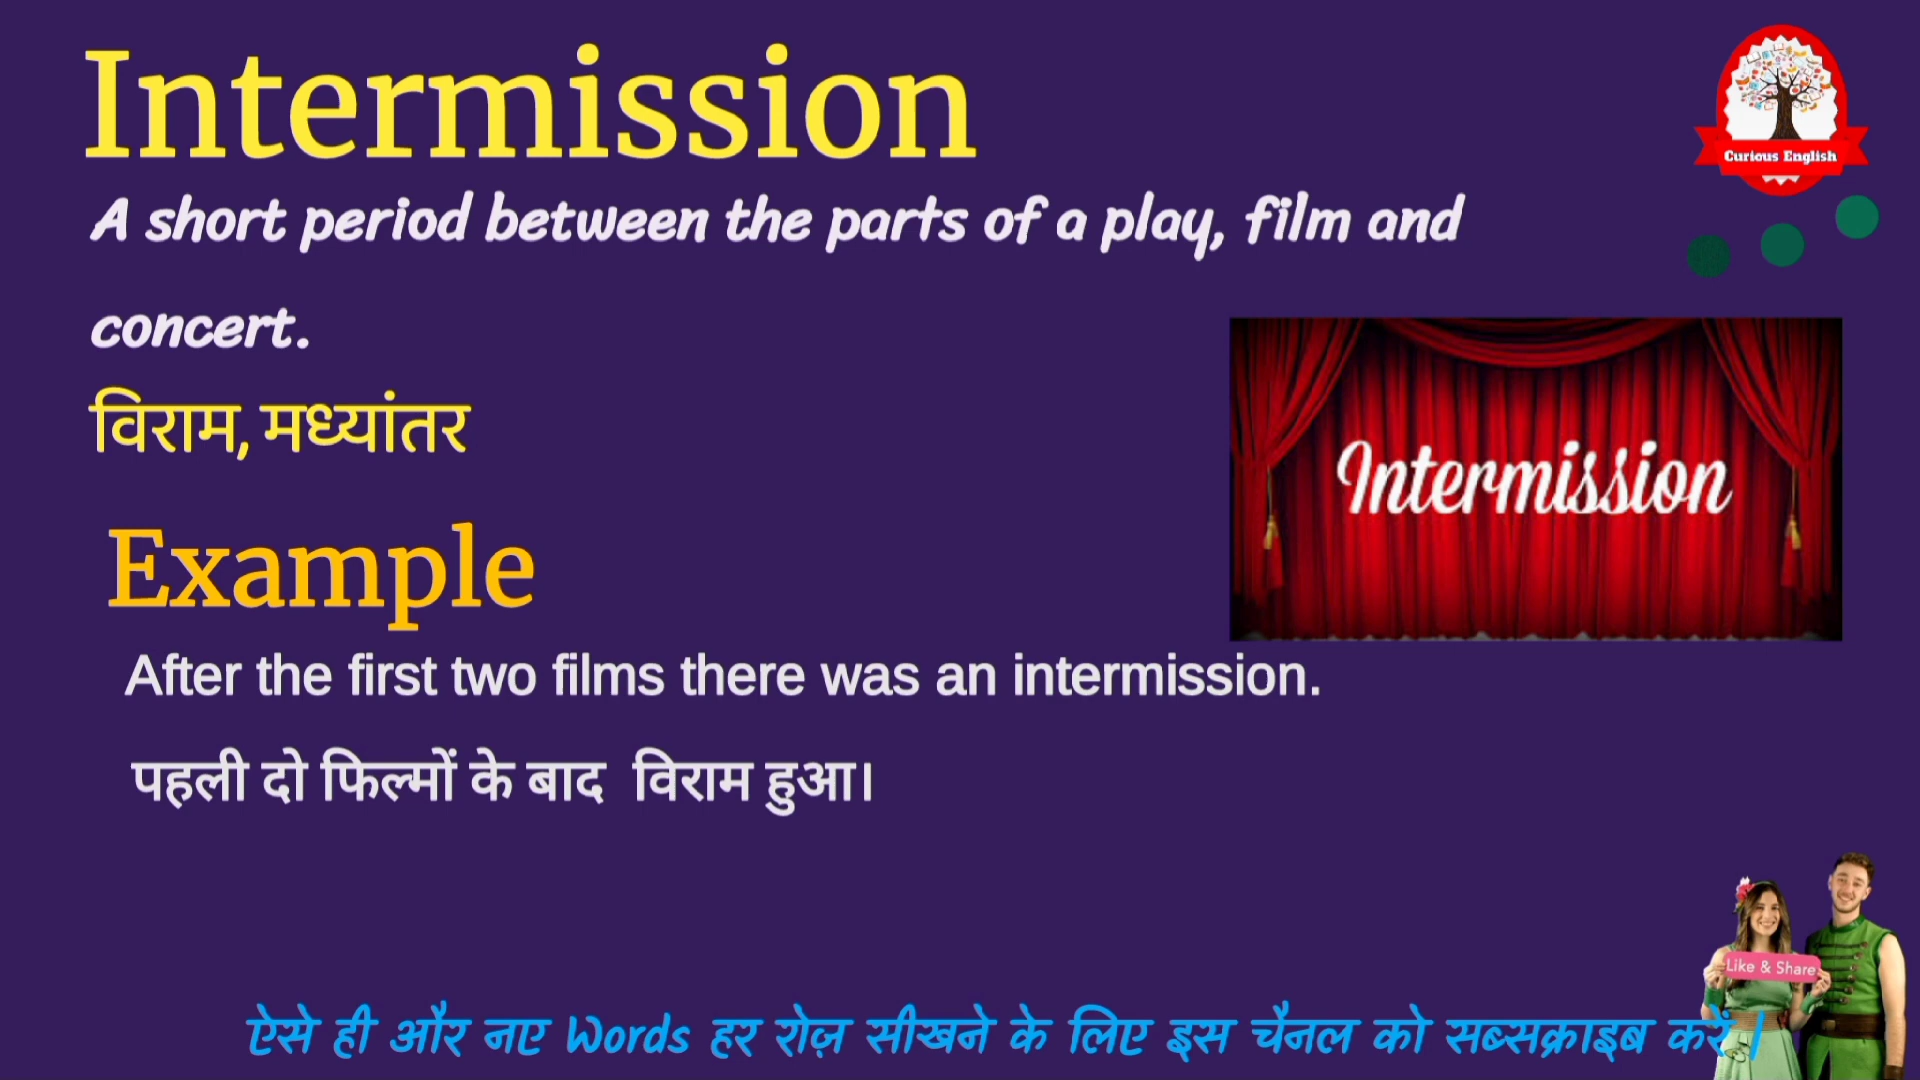 Intermission
Curious English
A short period between the parts of a play, film and
concert.
विराम, मध्यांतर
Intermission
Example
After the first two films there was an intermission.
पहली दो फिल्मों के बाद विराम हुआ।
Like & Share
ऐसे ही और नए Words हर रोज़ सीखने के लिए इस चैनल को सब्सक्राइब करें |